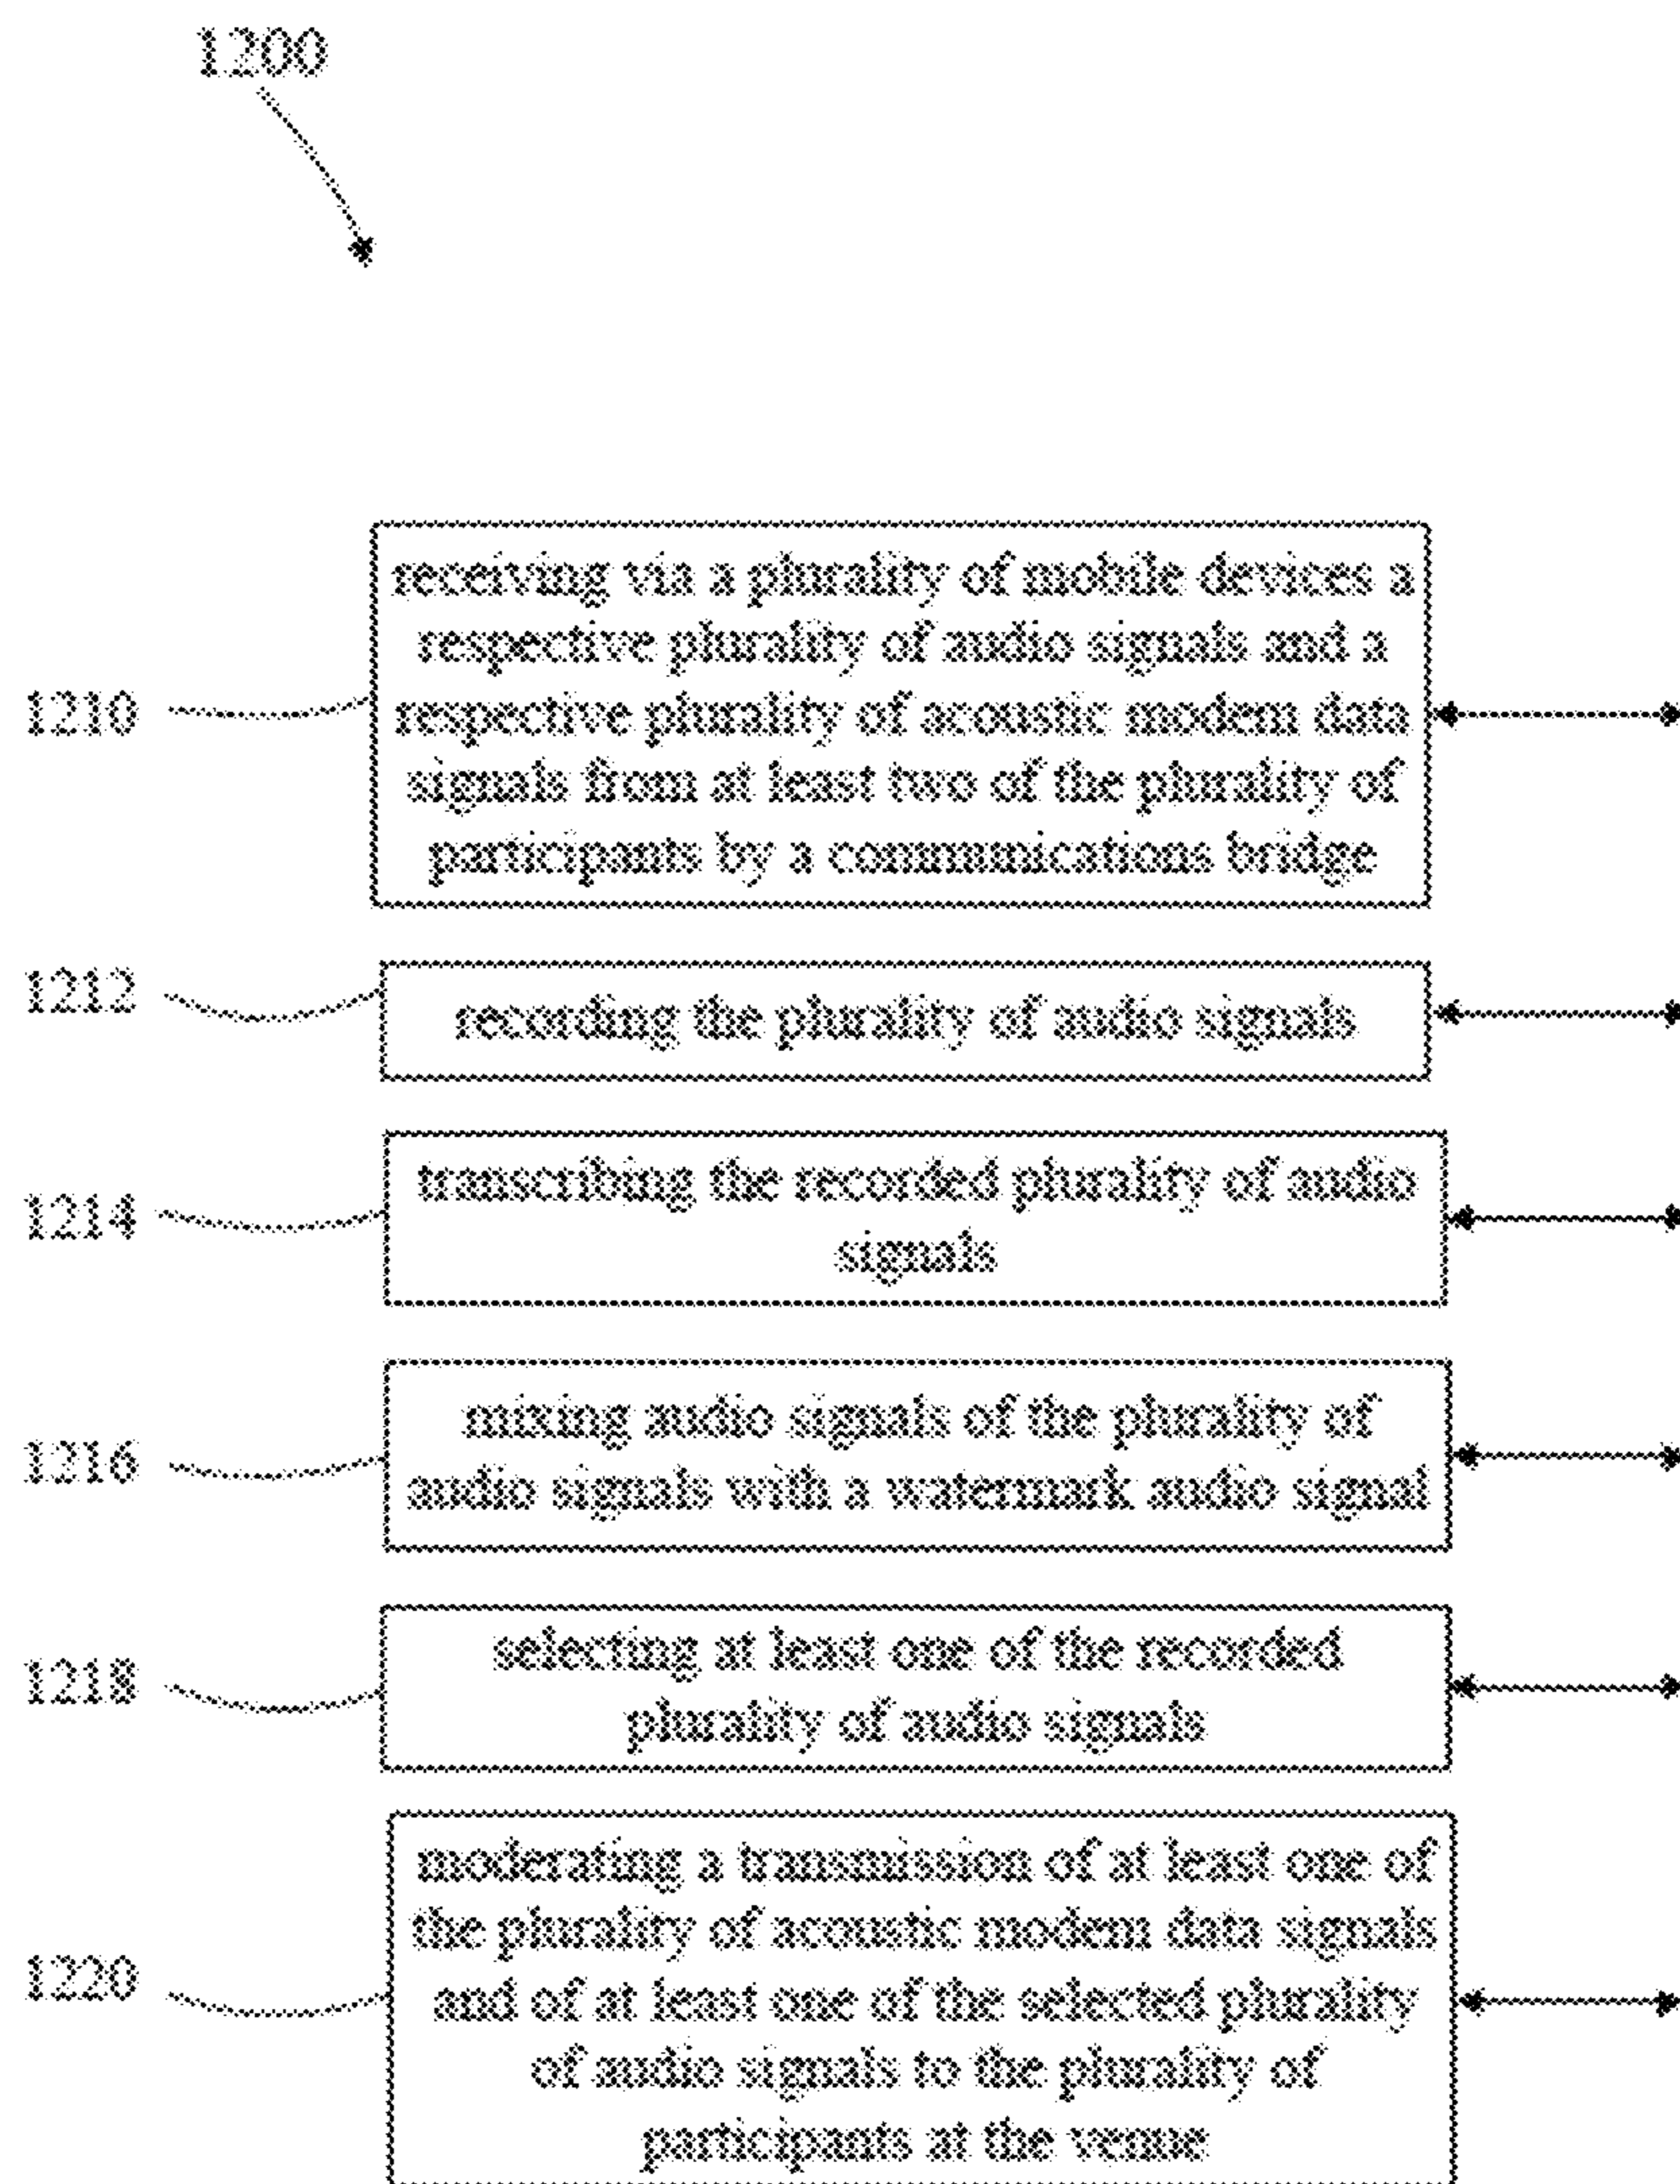 1200
receiving via a plurality of mobile devices a
respective plurality of audio signals and a
1210
respective plurality of acoustic modem data
signals from at least two of the plurality of
participants by a communications bridge
1212
recording the plurality of audio signals
1214
transcribing the recorded plurality of audio
signals
1216
mixing audio signals of the plurality of
audio signals with a watermark audio signal
1218
selecting at least one of the recorded
plurality of audio signals
1220
moderating a transmission of at least one of
the plurality of acoustic modem data signals
and of at least one of the selected plurality
of audio signals to the plurality of
participants at the venue